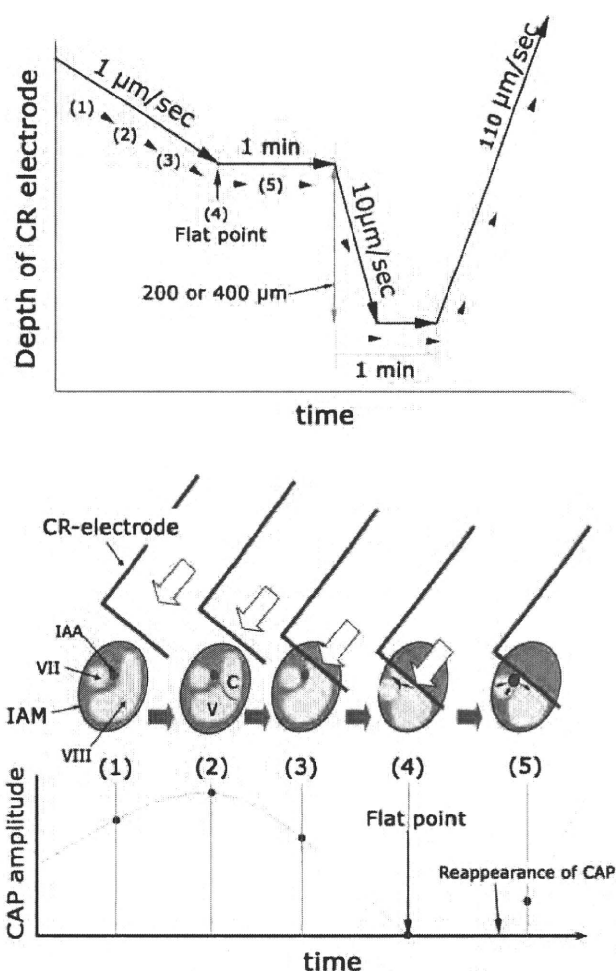 1 µm/sec
(1)
(2)
(3)
1 min
(5)
(4)
Flat point
10µm/sec
110 µm/sec
200 or 400 µm
1 min
Depth of CR electrode
time
CR-electrode
IAA
VII
IAM
VIII
C
V
(1) (2) (3) (4) (5)
Flat point
Reappearance of CAP
CAP amplitude
time